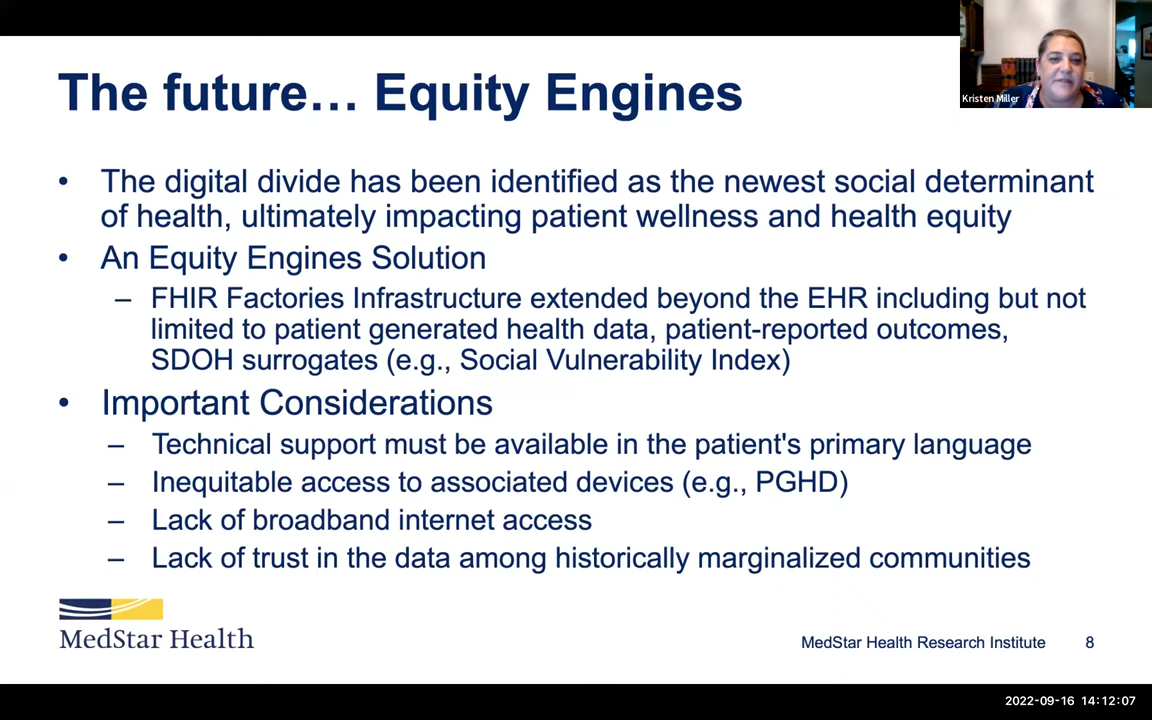 The future… Equity Engines
Kristen Miller
• The digital divide has been identified as the newest social determinant
of health, ultimately impacting patient wellness and health equity
• An Equity Engines Solution
– FHIR Factories Infrastructure extended beyond the EHR including but not
limited to patient generated health data, patient-reported outcomes,
SDOH surrogates (e.g., Social Vulnerability Index)
• Important Considerations
– Technical support must be available in the patient's primary language
– Inequitable access to associated devices (e.g., PGHD)
– Lack of broadband internet access
– Lack of trust in the data among historically marginalized communities
MedStar Health
MedStar Health Research Institute 8
2022-09-16 14:12:07